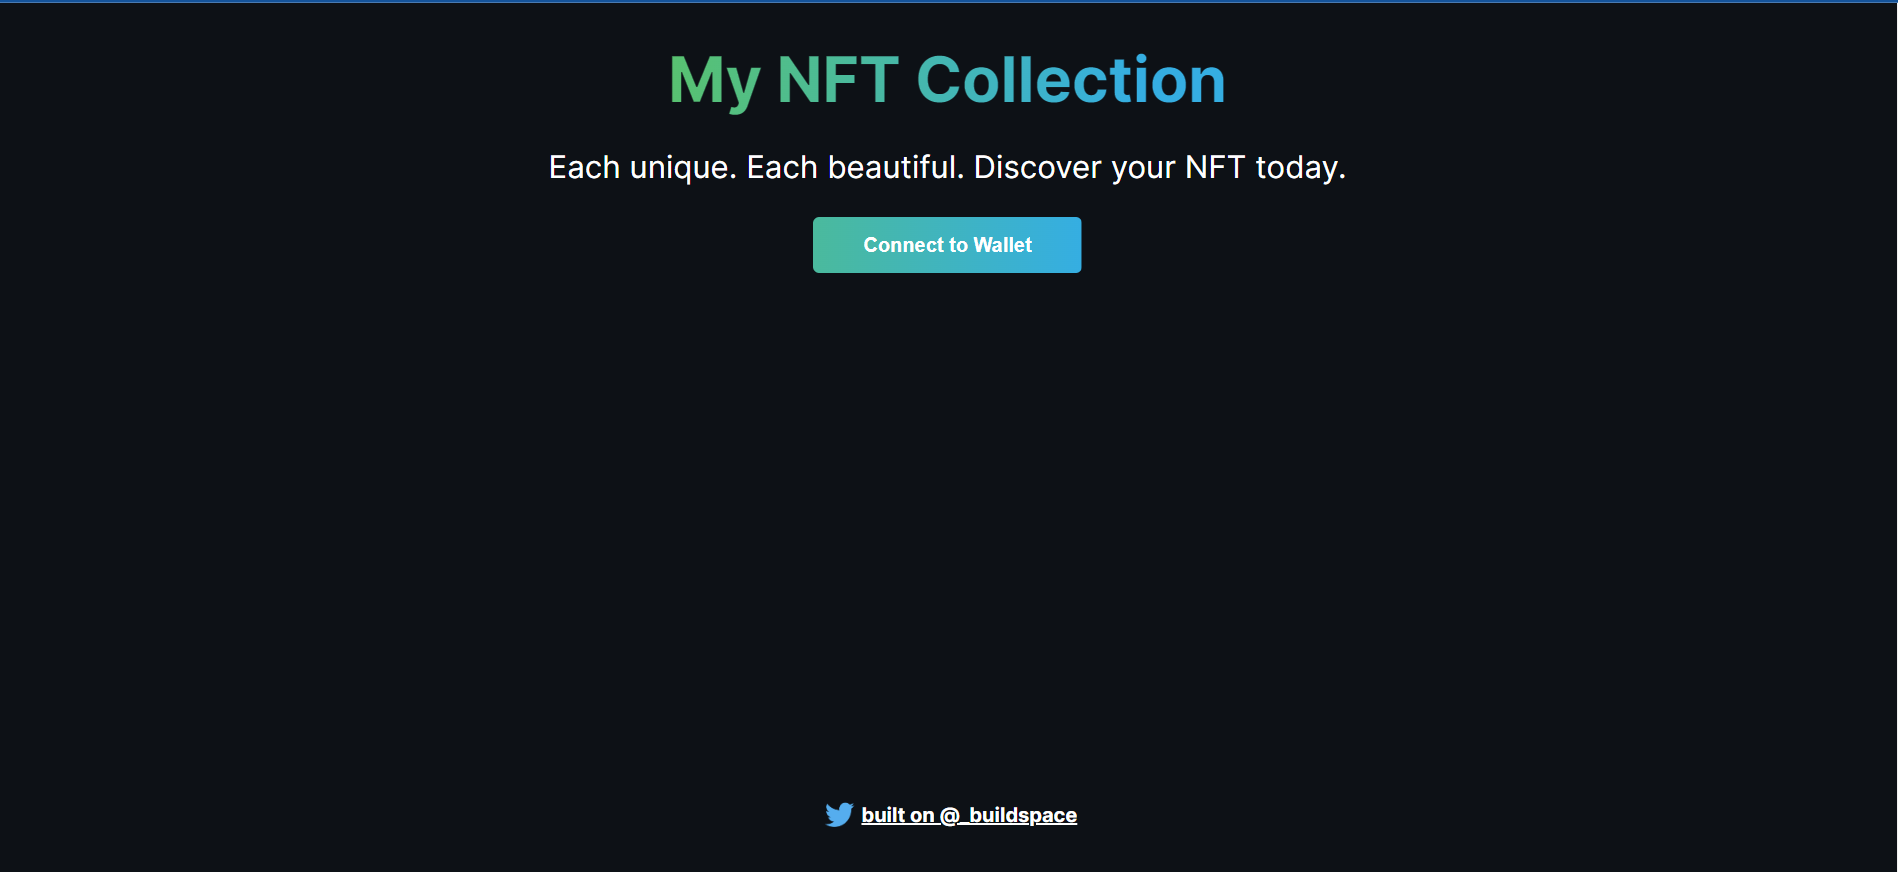 My NFT Collection
Each unique. Each beautiful. Discover your NFT today.
Connect to Wallet
built on @_buildspace